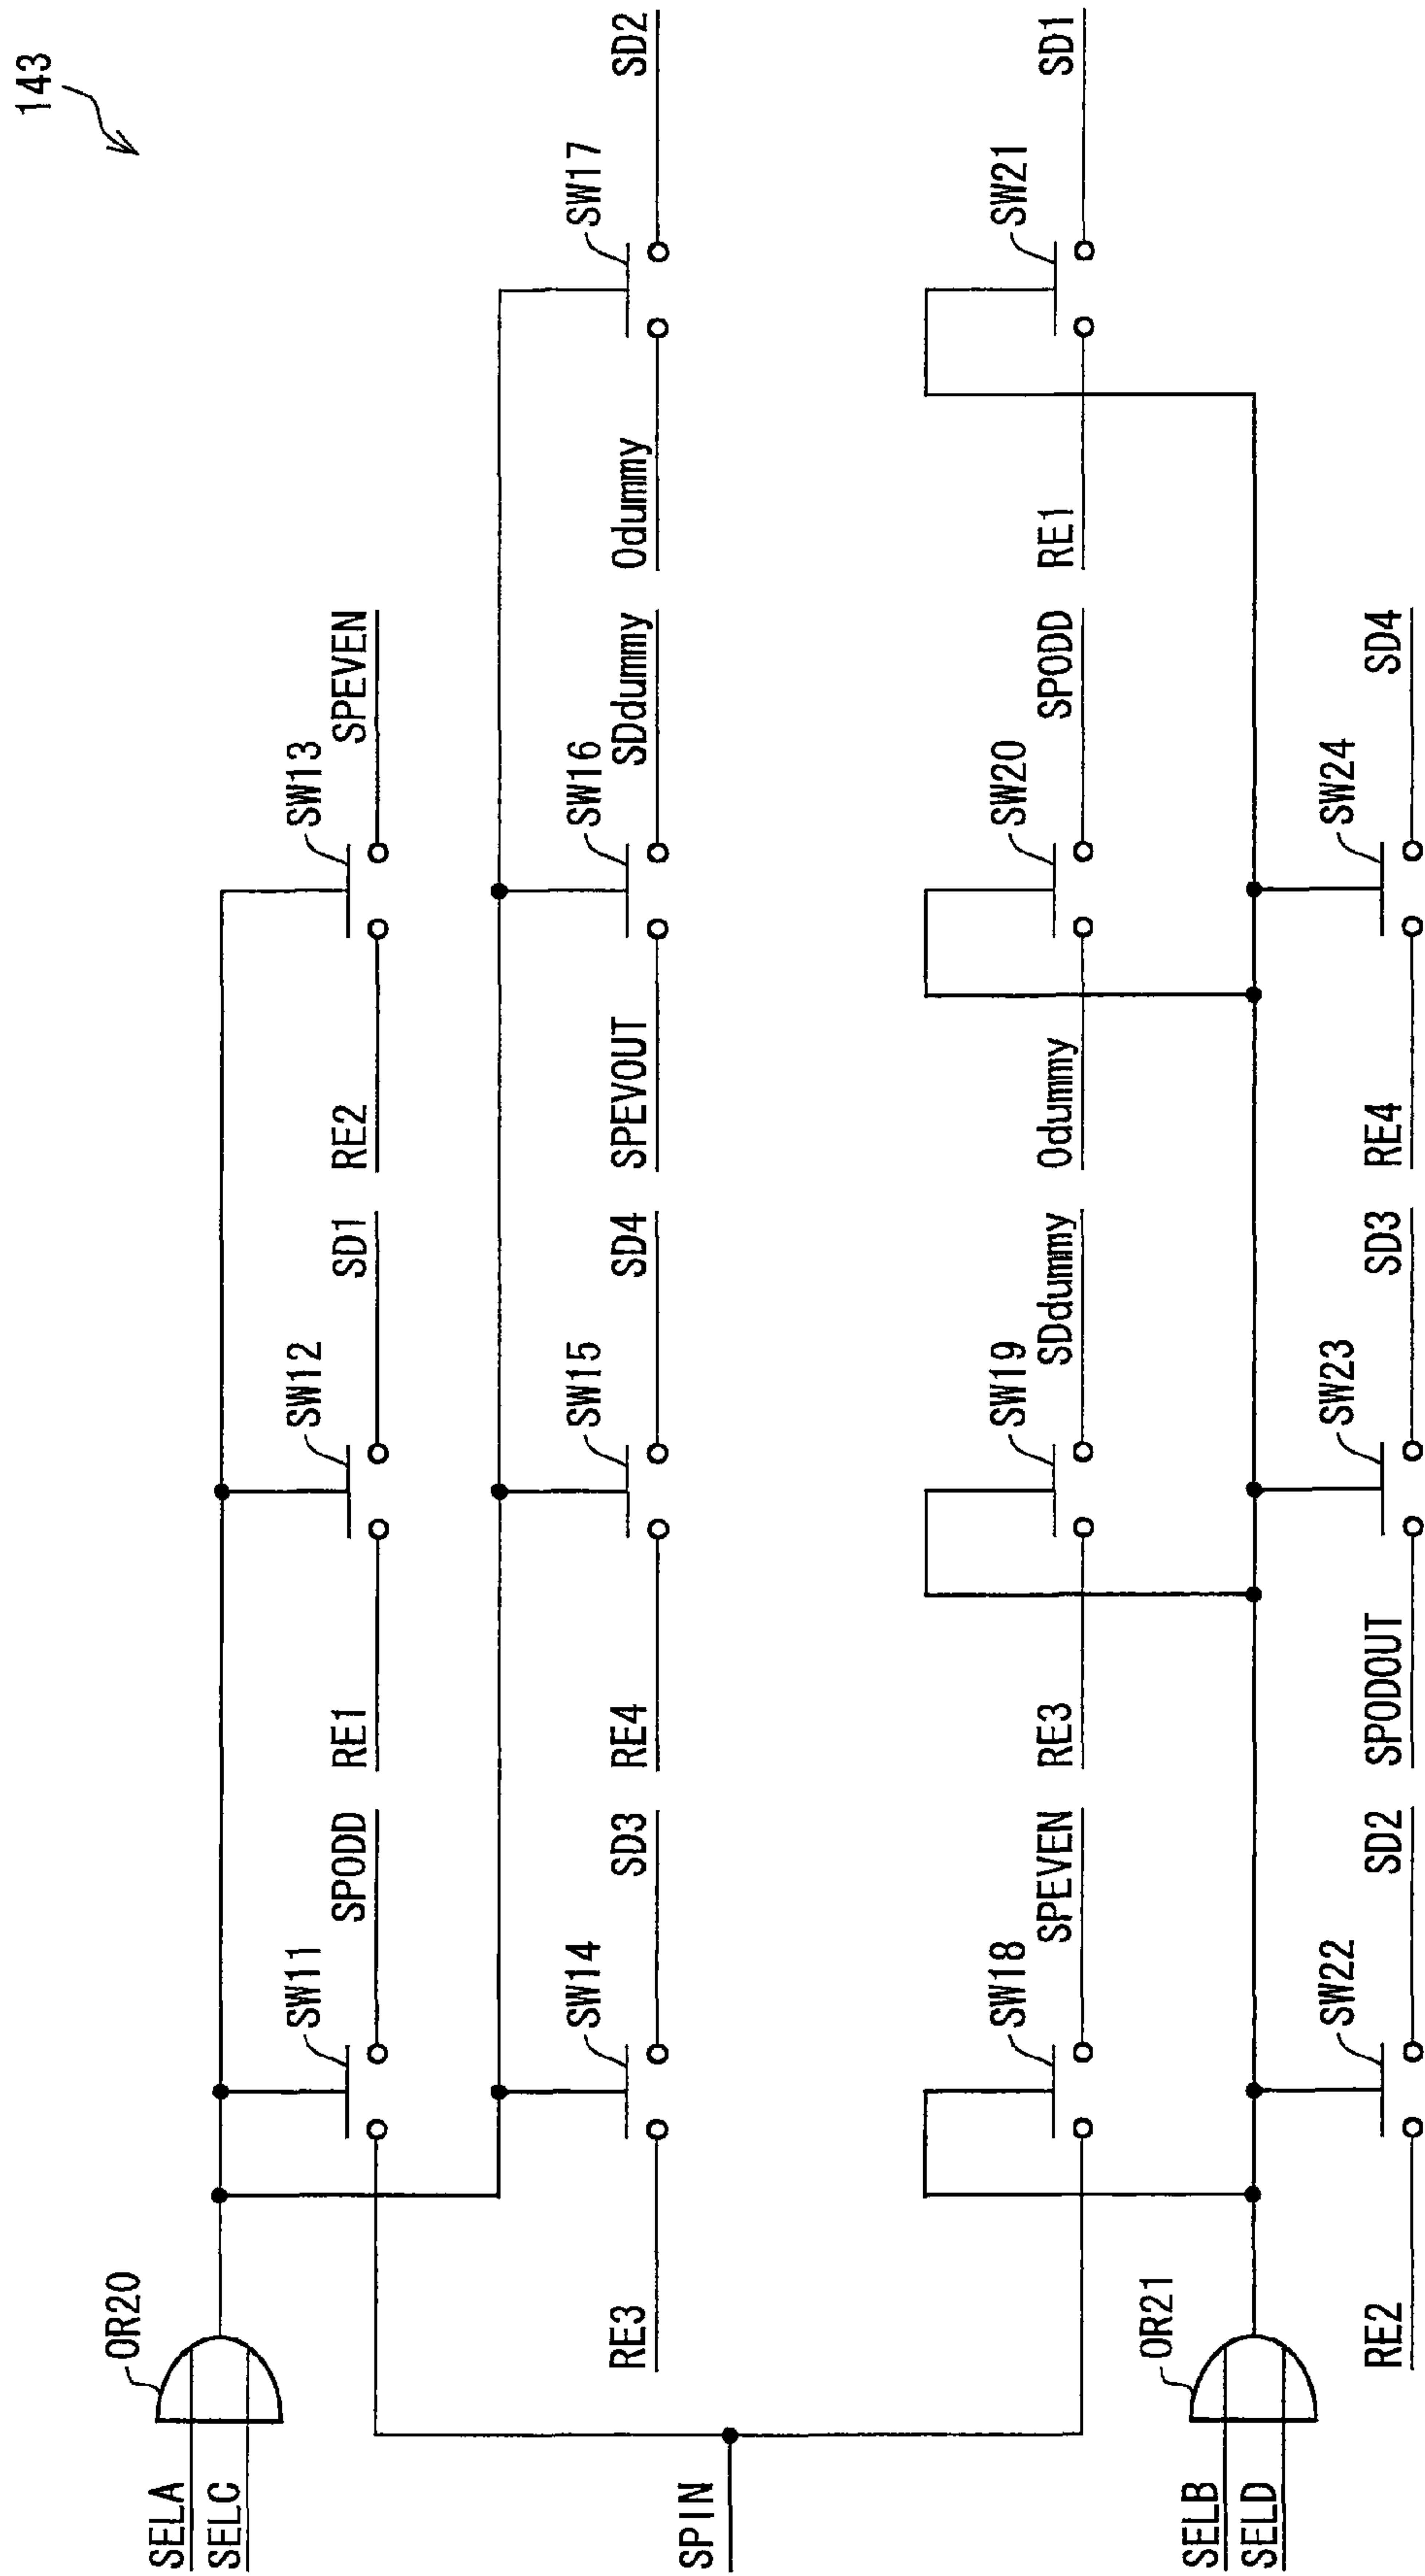 143
OR20
SELA
SELC
SW11
SPODD
SW12
RE1
SD1
SW13
RE2
SPEVEN
SW14
RE3
SD3
SW15
RE4
SD4
SW16
SPEVOUT
SDdummy
SW17
Odummy
SD2
SPIN
SW18
SPEVEN
SW19
RE3
SDdummy
SW20
Odummy
SPODD
SW21
RE1
SD1
OR21
SELB
SELD
SW22
RE2
SD2
SW23
SPODOUT
SD3
SW24
RE4
SD4